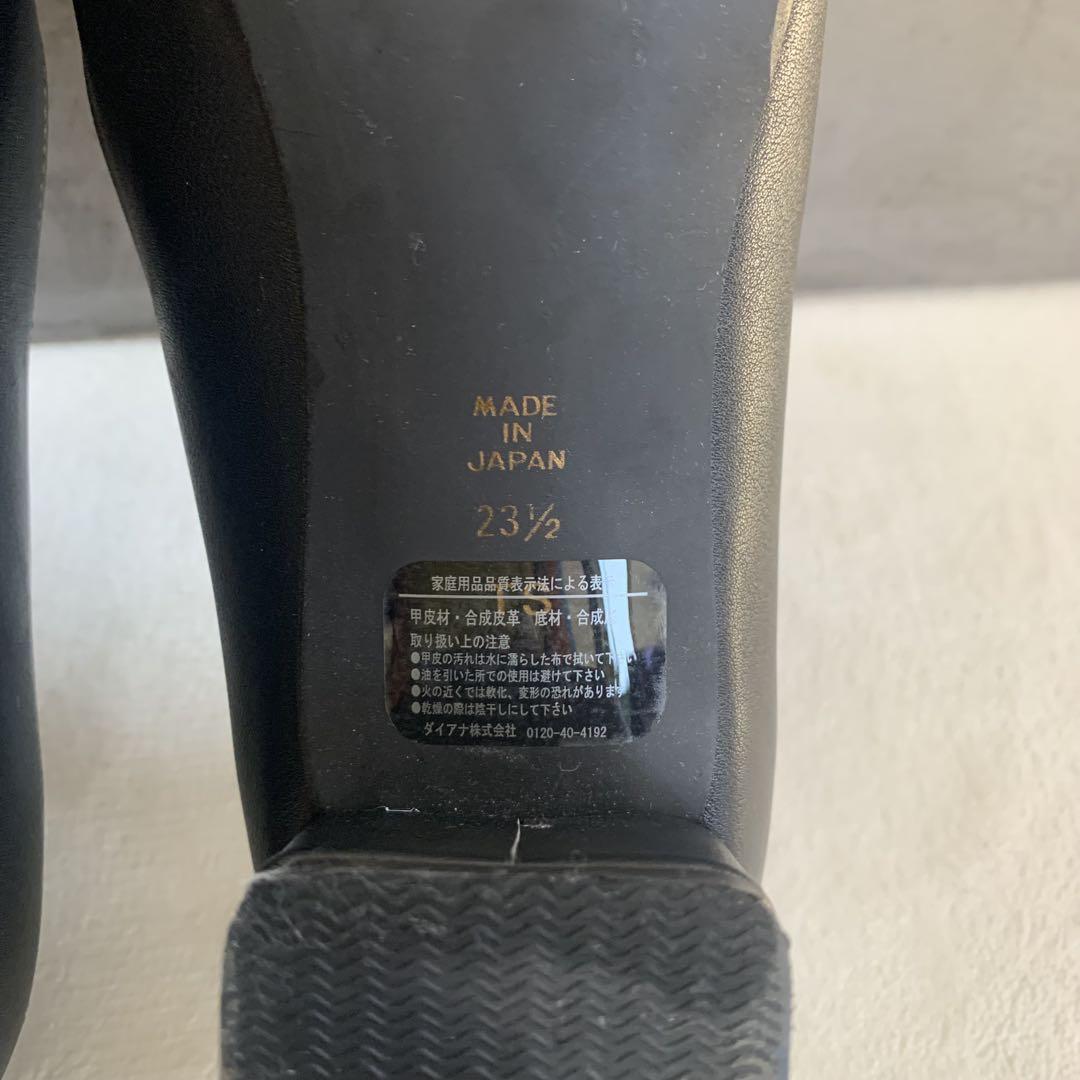 MADE
IN
JAPAN
23½
家庭用品品質表示法による表示
甲皮材・合成皮革 底材・合成
取り扱い上の注意
●甲皮の汚れは水に濡らした布で拭いて下さい
●油を引いた所での使用は避けて下さい
●火の近くでは軟化、変形の恐れがあります
●乾燥の際は陰干しにして下さい
ダイアナ株式会社 0120-40-4192